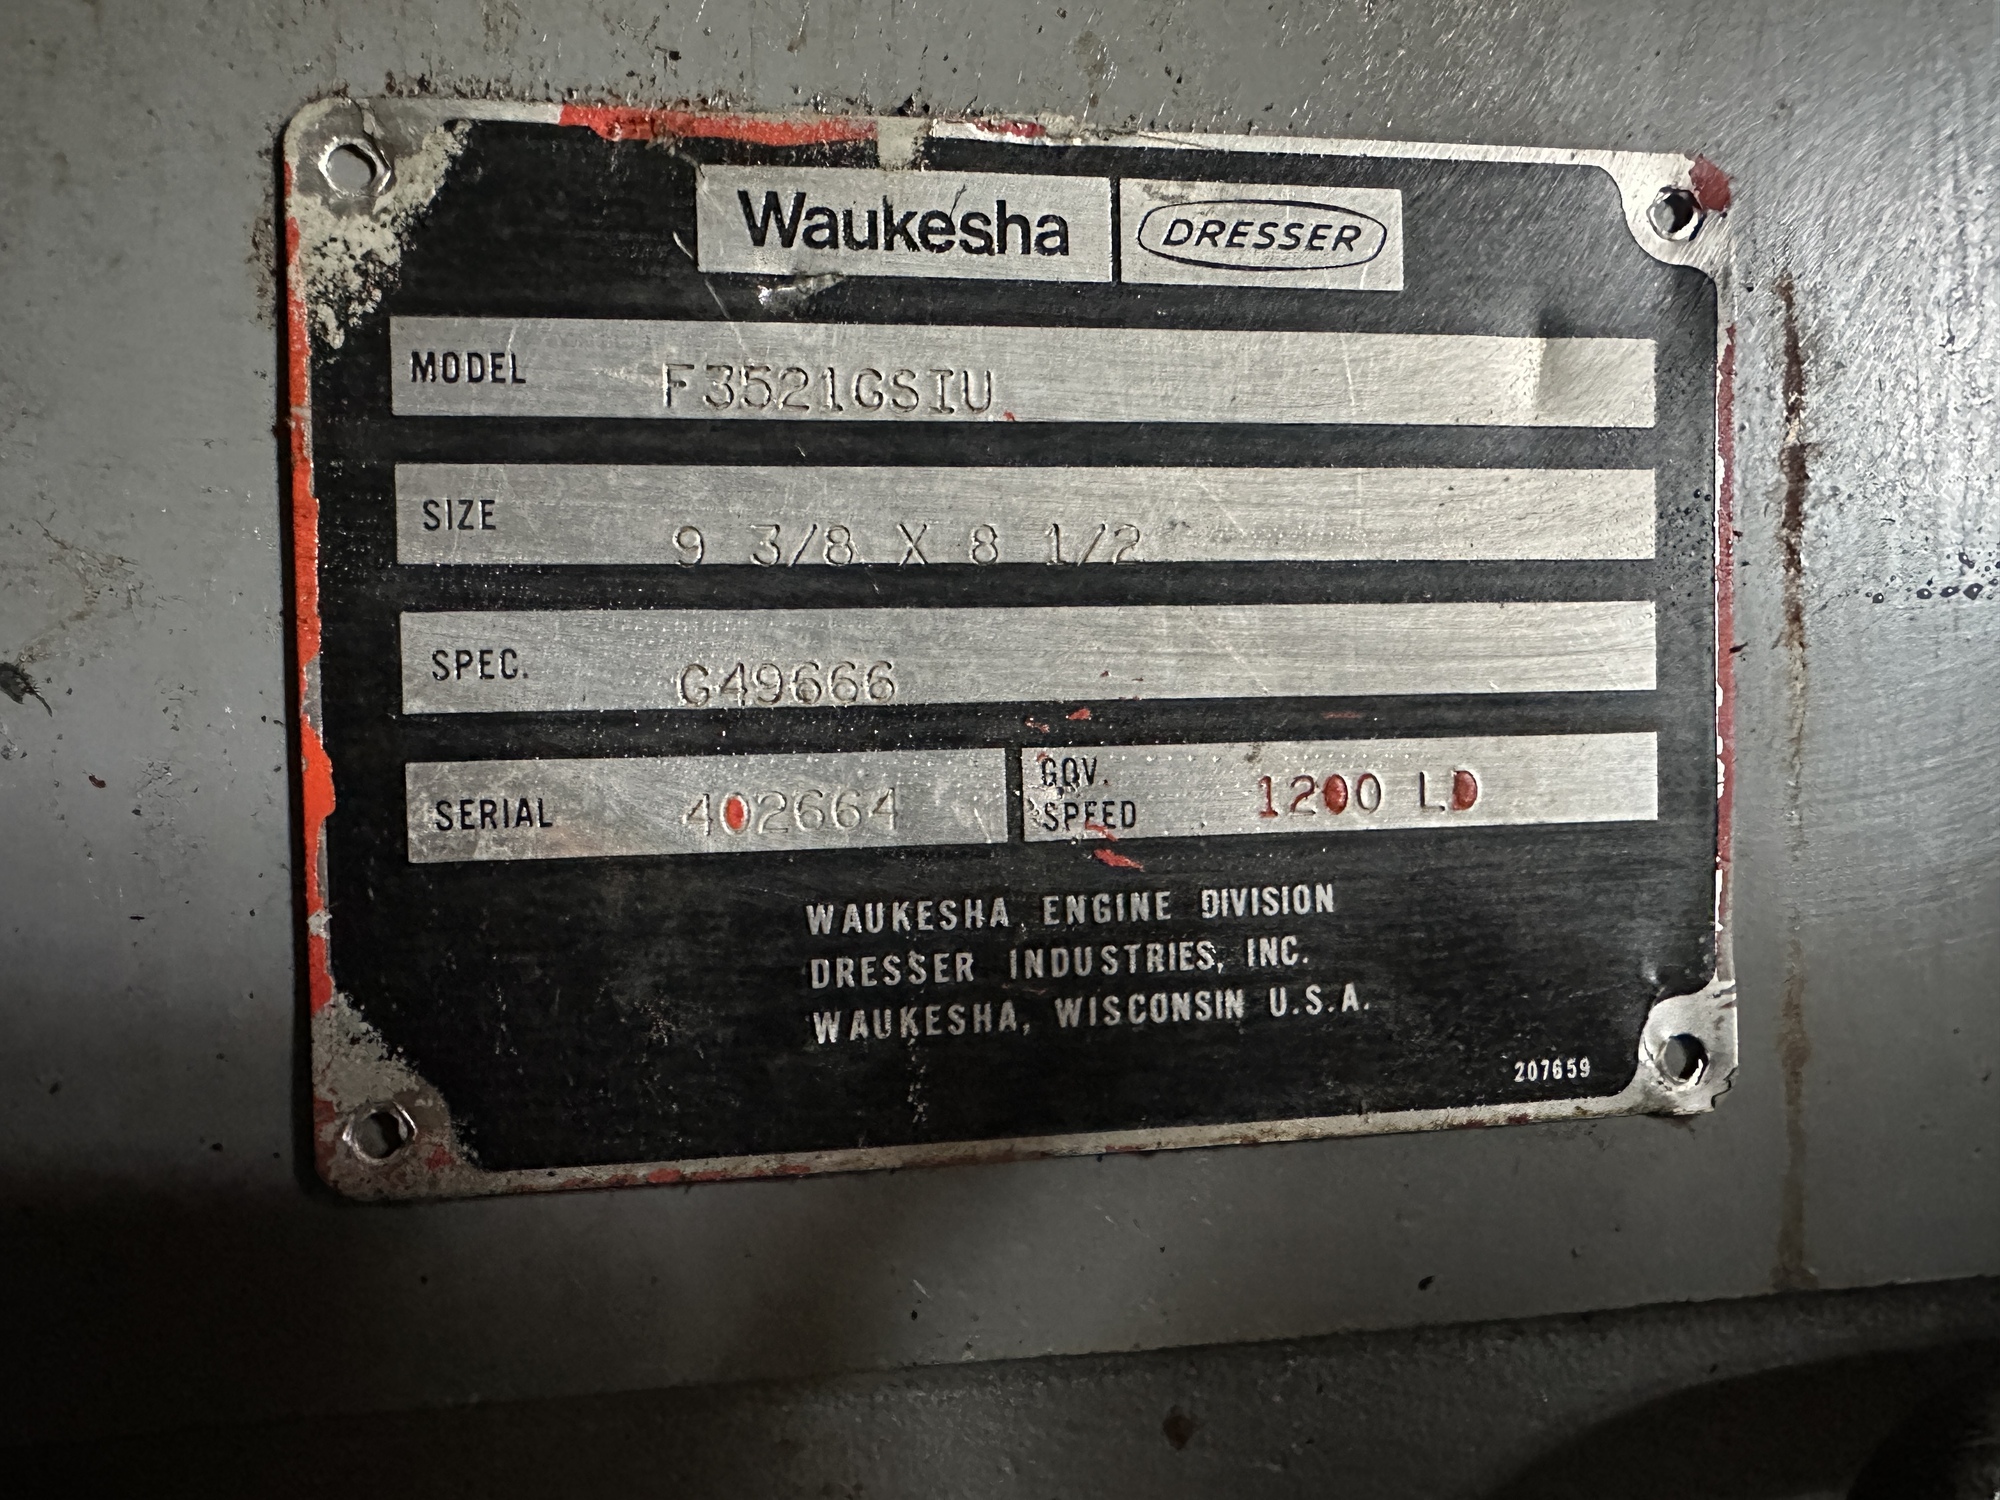 Waukesha DRESSER
MODEL F3521GSIU
SIZE 9 3/8 X 8 1/2
SPEC. G49666
SERIAL 402664 GOV. SPEED 1200 LD
WAUKESHA ENGINE DIVISION
DRESSER INDUSTRIES, INC.
WAUKESHA, WISCONSIN U.S.A.
207659